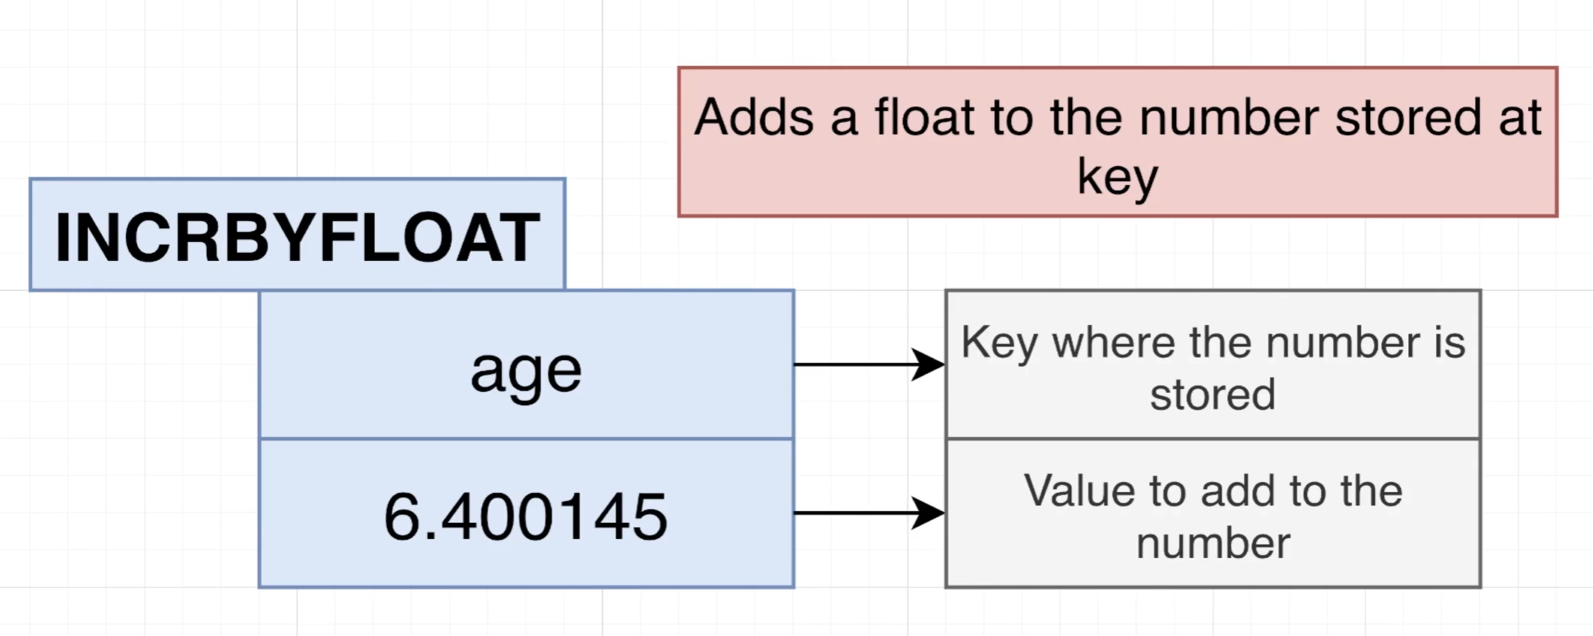 Adds a float to the number stored at
key
INCRBYFLOAT
age
Key where the number is
stored
6.400145
Value to add to the
number